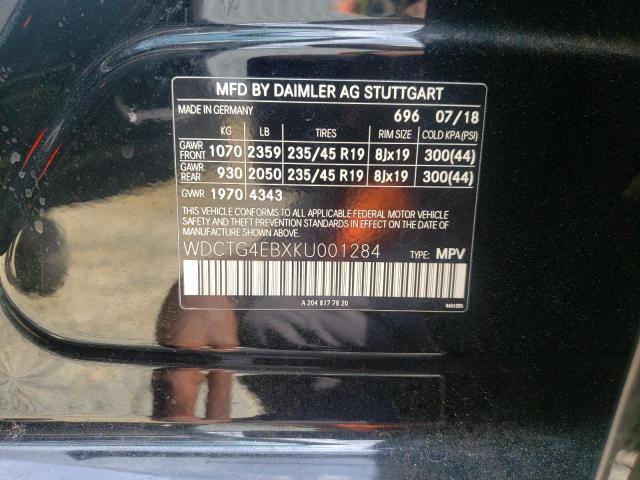 MFD BY DAIMLER AG STUTTGART
MADE IN GERMANY 696 07/18
KG LB TIRES RIM SIZE COLD KPA(PSI)
GAWR FRONT 1070 2359 235/45 R19 8Jx19 300(44)
GAWR REAR 930 2050 235/45 R19 8Jx19 300(44)
GVWR 1970 4343
THIS VEHICLE CONFORMS TO ALL APPLICABLE FEDERAL MOTOR VEHICLE
SAFETY AND THEFT PREVENTION STANDARDS IN EFFECT ON THE DATE
OF MANUFACTURE SHOWN ABOVE.
WDCTG4EBXKU001284 TYPE: MPV
A 204 817 78 20